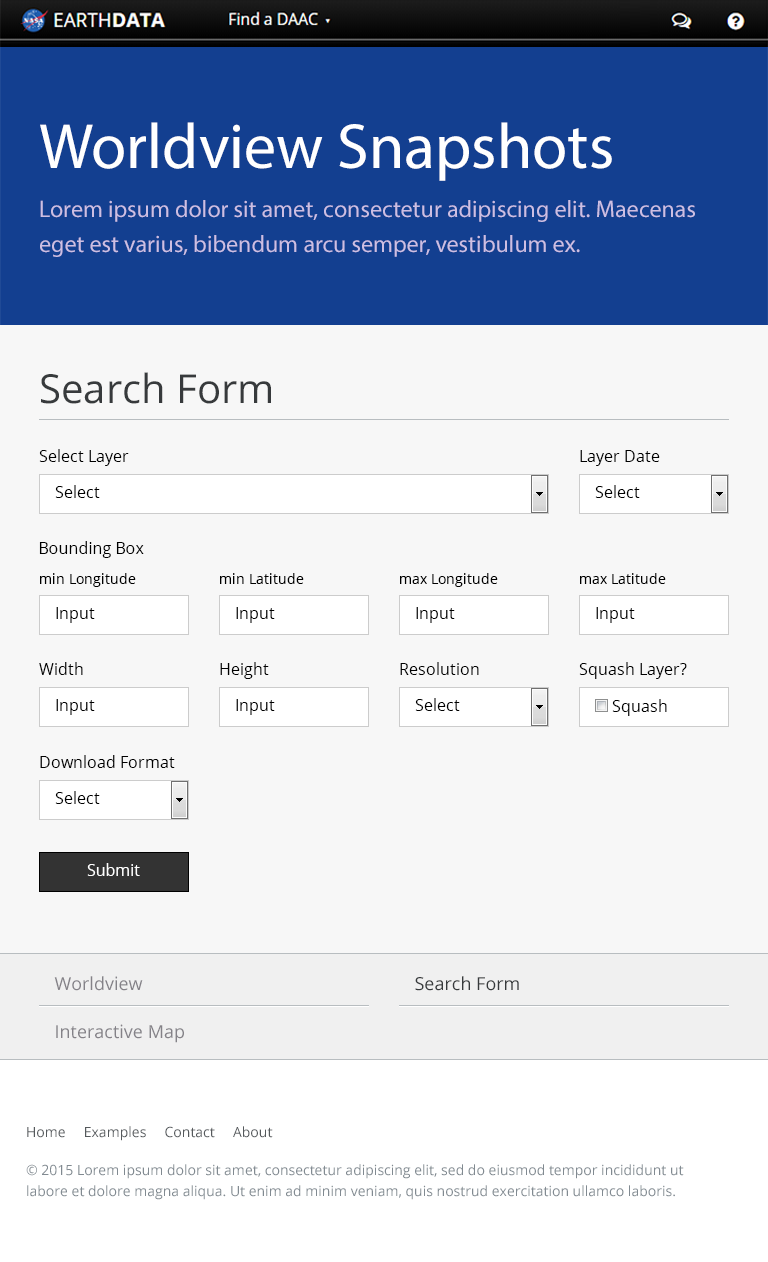 NASA EARTHDATA Find a DAAC
Worldview Snapshots
Lorem ipsum dolor sit amet, consectetur adipiscing elit. Maecenas
eget est varius, bibendum arcu semper, vestibulum ex.
Search Form
Select Layer Layer Date
Select Select
Bounding Box
min Longitude min Latitude max Longitude max Latitude
Input Input Input Input
Width Height Resolution Squash Layer?
Input Input Select Squash
Download Format
Select
Submit
Worldview Search Form
Interactive Map
Home Examples Contact About
© 2015 Lorem ipsum dolor sit amet, consectetur adipiscing elit, sed do eiusmod tempor incididunt ut
labore et dolore magna aliqua. Ut enim ad minim veniam, quis nostrud exercitation ullamco laboris.